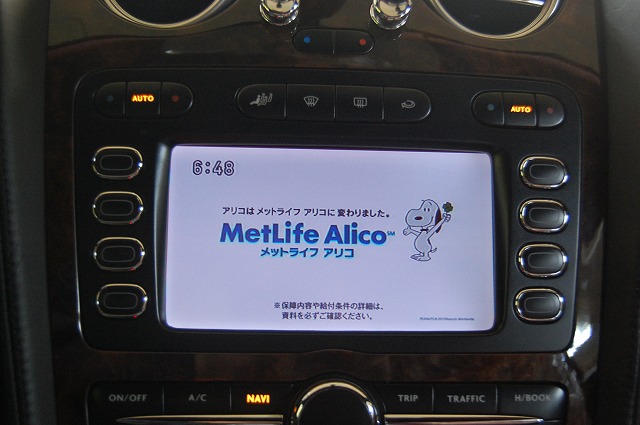 AUTO
AUTO
6:48
アリコは メットライフ アリコに 変わりました。
MetLife Alico SM
メットライフ アリコ
※保障内容や給付条件の詳細は、
資料を必ずご確認ください。
ON/OFF A/C NAVI TRIP TRAFFIC H/BOOK